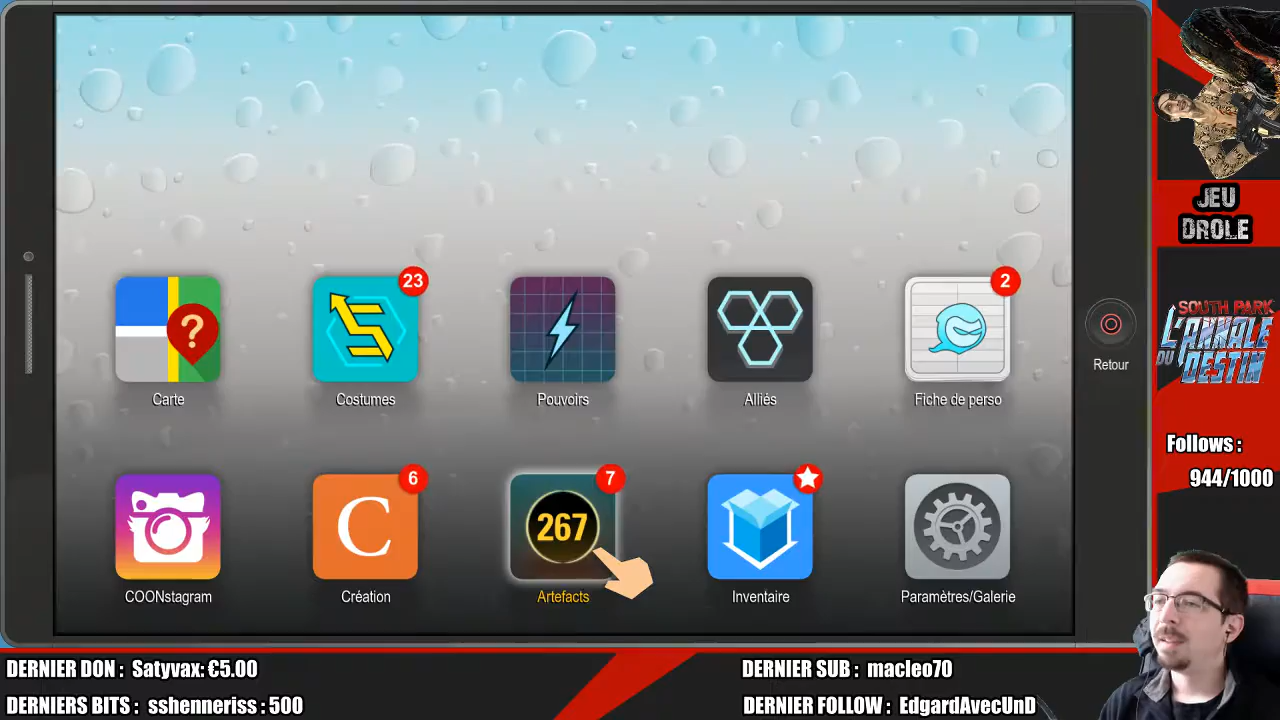 JEU
DROLE
23
2
?
Carte
Costumes
Pouvoirs
Alliés
Fiche de perso
Retour
SOUTH PARK
L'ANNALE
DU DESTIN
Follows :
944/1000
6
7
C
267
COONstagram
Création
Artefacts
Inventaire
Paramètres/Galerie
DERNIER DON : Satyvax: €5.00
DERNIER SUB : macleo70
DERNIERS BITS : sshenneriss : 500
DERNIER FOLLOW : EdgardAvecUnD